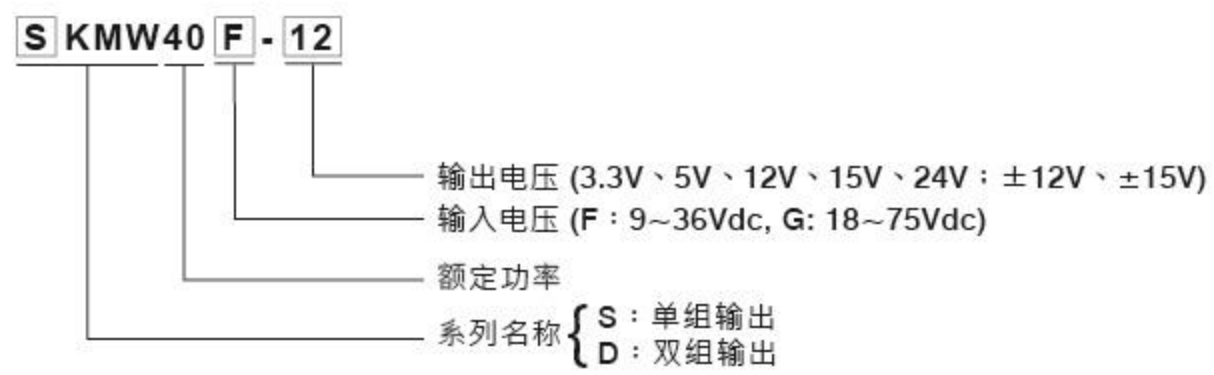 SKMW40F-12
输出电压 (3.3V、5V、12V、15V、24V；±12V、±15V)
输入电压 (F：9~36Vdc, G: 18~75Vdc)
额定功率
系列名称 { S：单组输出
D：双组输出